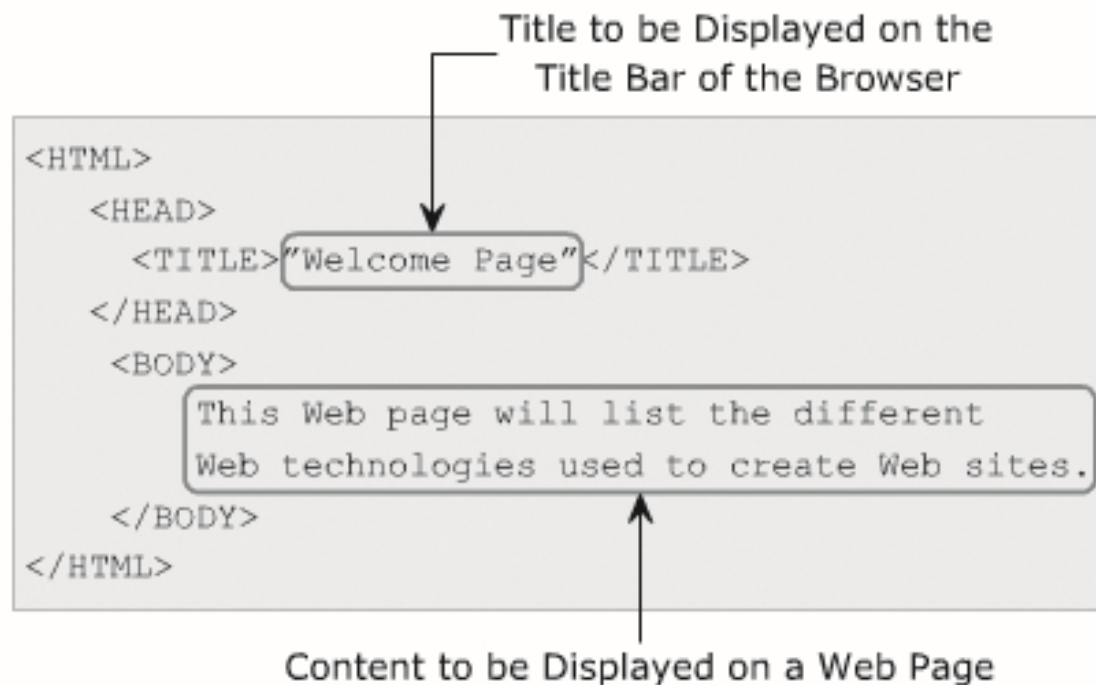 Title to be Displayed on the
Title Bar of the Browser
<HTML>
<HEAD>
<TITLE>"Welcome Page"</TITLE>
</HEAD>
<BODY>
This Web page will list the different
Web technologies used to create Web sites.
</BODY>
</HTML>
Content to be Displayed on a Web Page